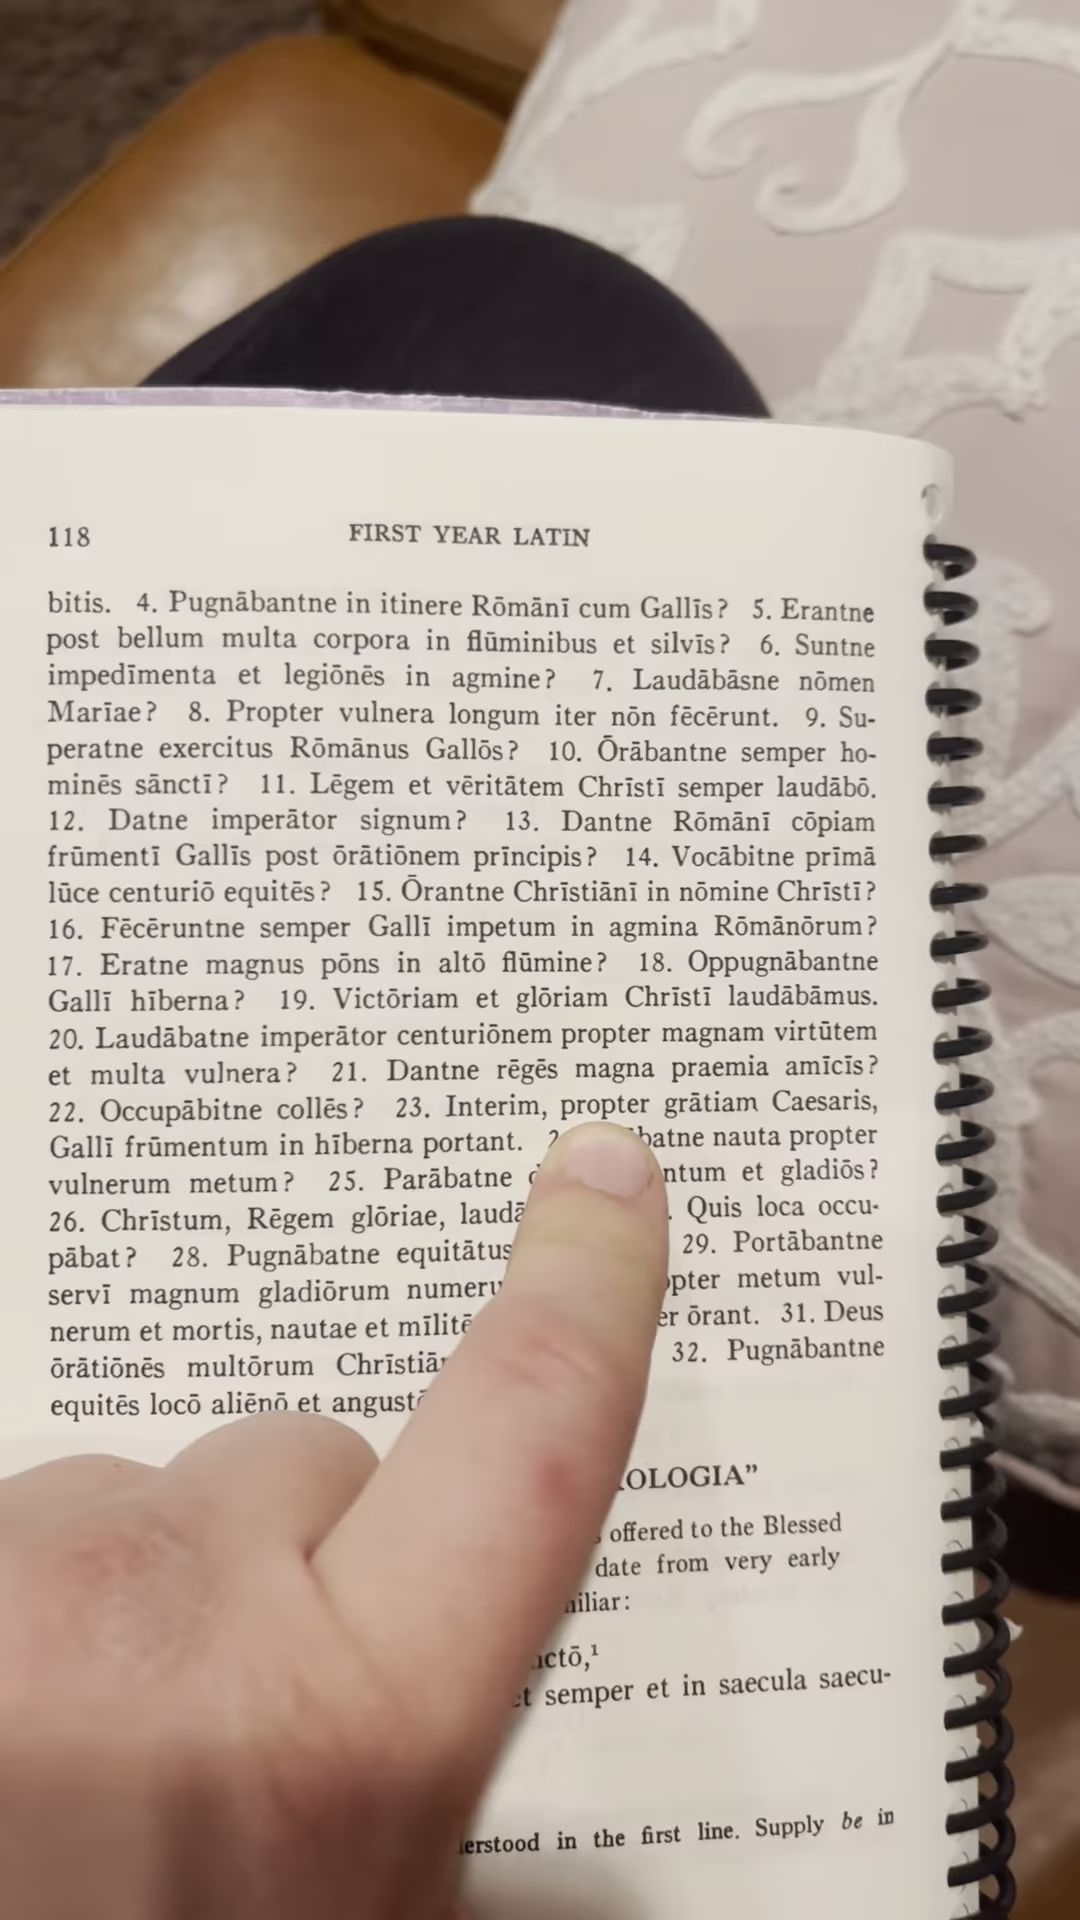 118 FIRST YEAR LATIN
bitis. 4. Pugnābantne in itinere Rōmānī cum Gallīs? 5. Erantne
post bellum multa corpora in flūminibus et silvīs? 6. Suntne
impedīmenta et legiōnēs in agmine? 7. Laudābāsne nōmen
Marīae? 8. Propter vulnera longum iter nōn fēcērunt. 9. Su-
peratne exercitus Rōmānus Gallōs? 10. Ōrābantne semper ho-
minēs sānctī? 11. Lēgem et vēritātem Chrīstī semper laudābō.
12. Datne imperātor signum? 13. Dantne Rōmānī cōpiam
frūmentī Gallīs post ōrātiōnem prīncipis? 14. Vocābitne prīmā
lūce centuriō equitēs? 15. Ōrantne Chrīstiānī in nōmine Chrīstī?
16. Fēcēruntne semper Gallī impetum in agmina Rōmānōrum?
17. Eratne magnus pōns in altō flūmine? 18. Oppugnābantne
Gallī hīberna? 19. Victōriam et glōriam Chrīstī laudābāmus.
20. Laudābatne imperātor centuriōnem propter magnam virtūtem
et multa vulnera? 21. Dantne rēgēs magna praemia amīcīs?
22. Occupābitne collēs? 23. Interim, propter grātiam Caesaris,
Gallī frūmentum in hīberna portant. nauta propter
vulnerum metum? 25. Parābatne et gladiōs?
26. Chrīstum, Rēgem glōriae, Quis loca occu-
pābat? 28. Pugnābatne equitātus 29. Portābantne
servī magnum gladiōrum metum vul-
nerum et mortis, nautae et ōrant. 31. Deus
ōrātiōnēs multōrum 32. Pugnābantne
equitēs locō aliēnō et
offered to the Blessed
date from very early
semper et in saecula saecu-
in the first line. Supply be in